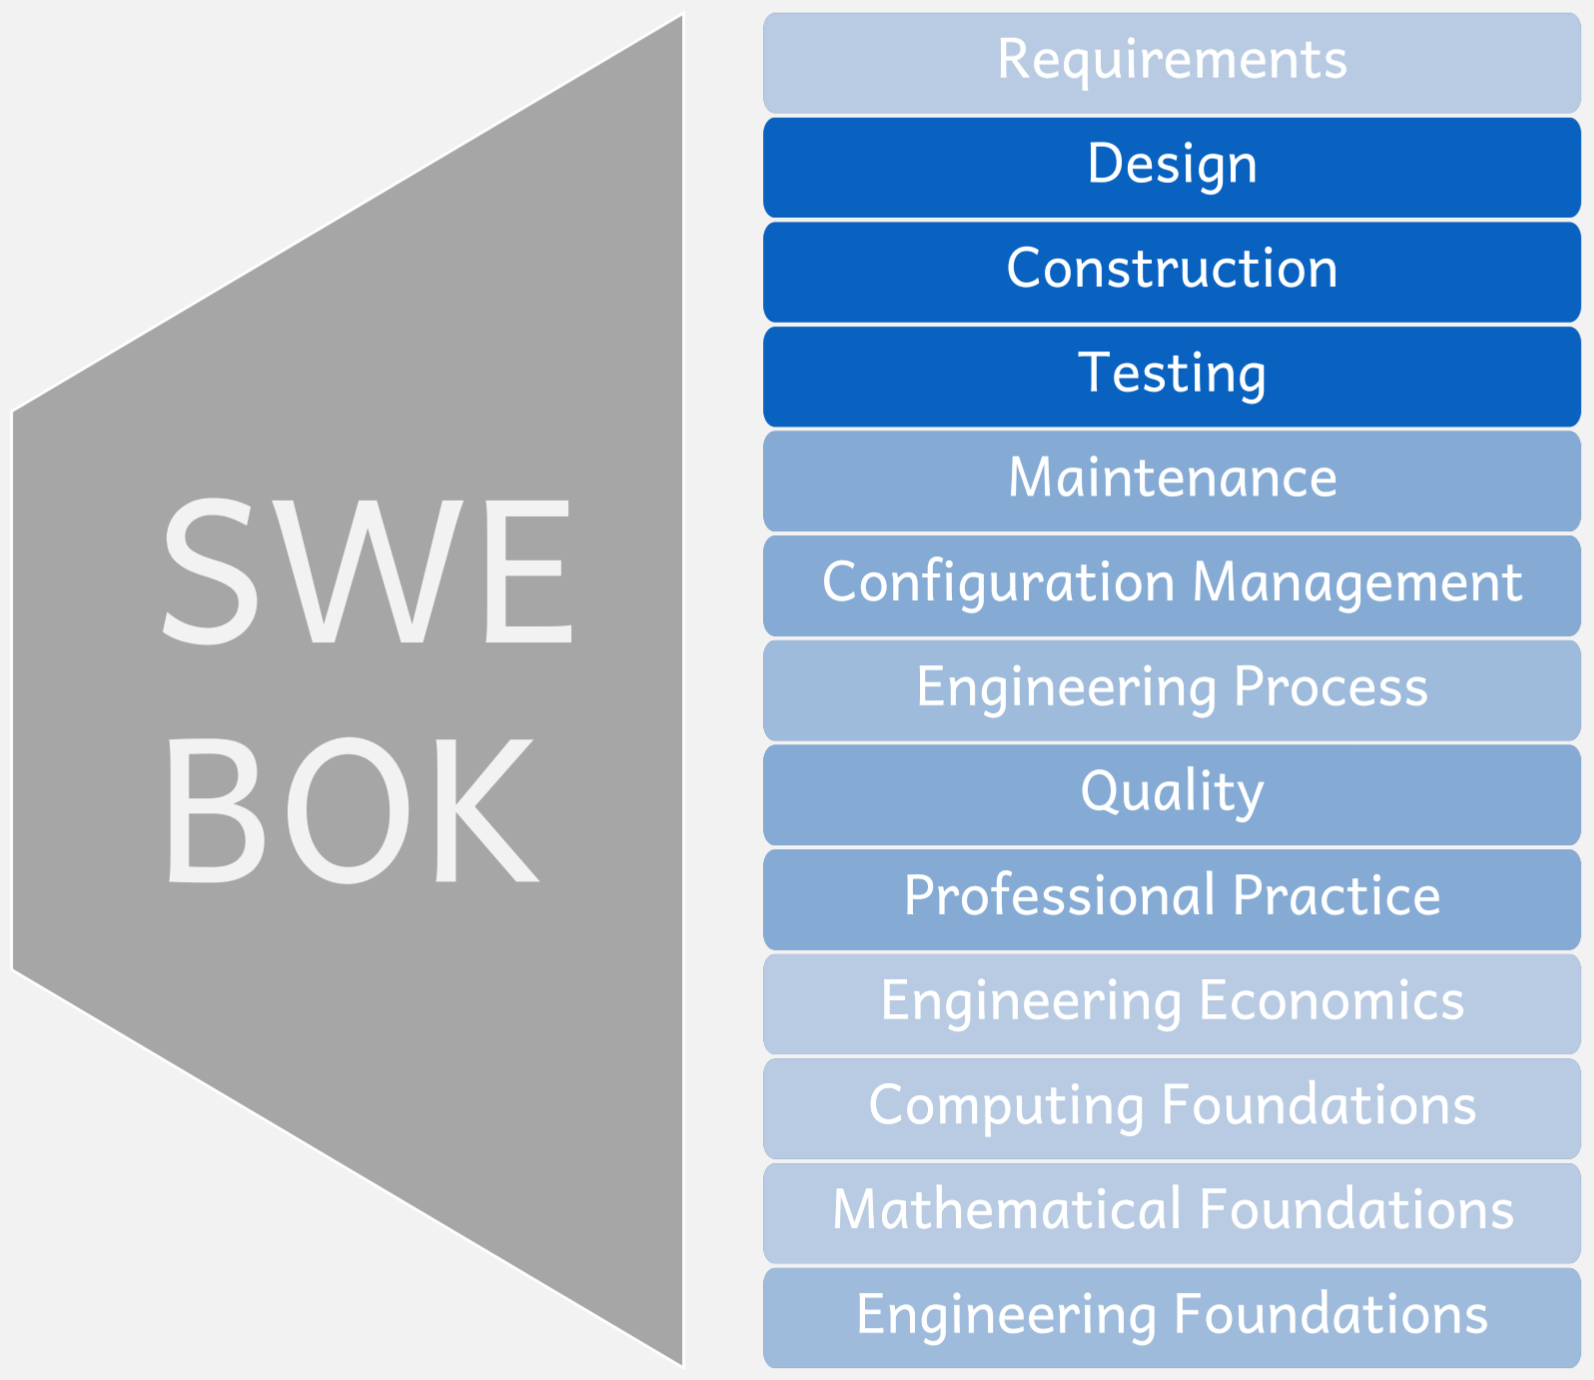 SWE
BOK
Requirements
Design
Construction
Testing
Maintenance
Configuration Management
Engineering Process
Quality
Professional Practice
Engineering Economics
Computing Foundations
Mathematical Foundations
Engineering Foundations